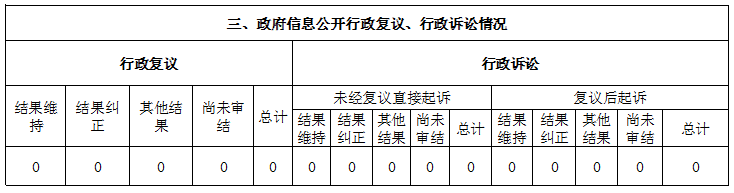 三、政府信息公开行政复议、行政诉讼情况
行政复议 行政诉讼
未经复议直接起诉 复议后起诉
结果维持 结果纠正 其他结果 尚未审结 总计 结果维持 结果纠正 其他结果 尚未审结 总计 结果维持 结果纠正 其他结果 尚未审结 总计
0 0 0 0 0 0 0 0 0 0 0 0 0 0 0